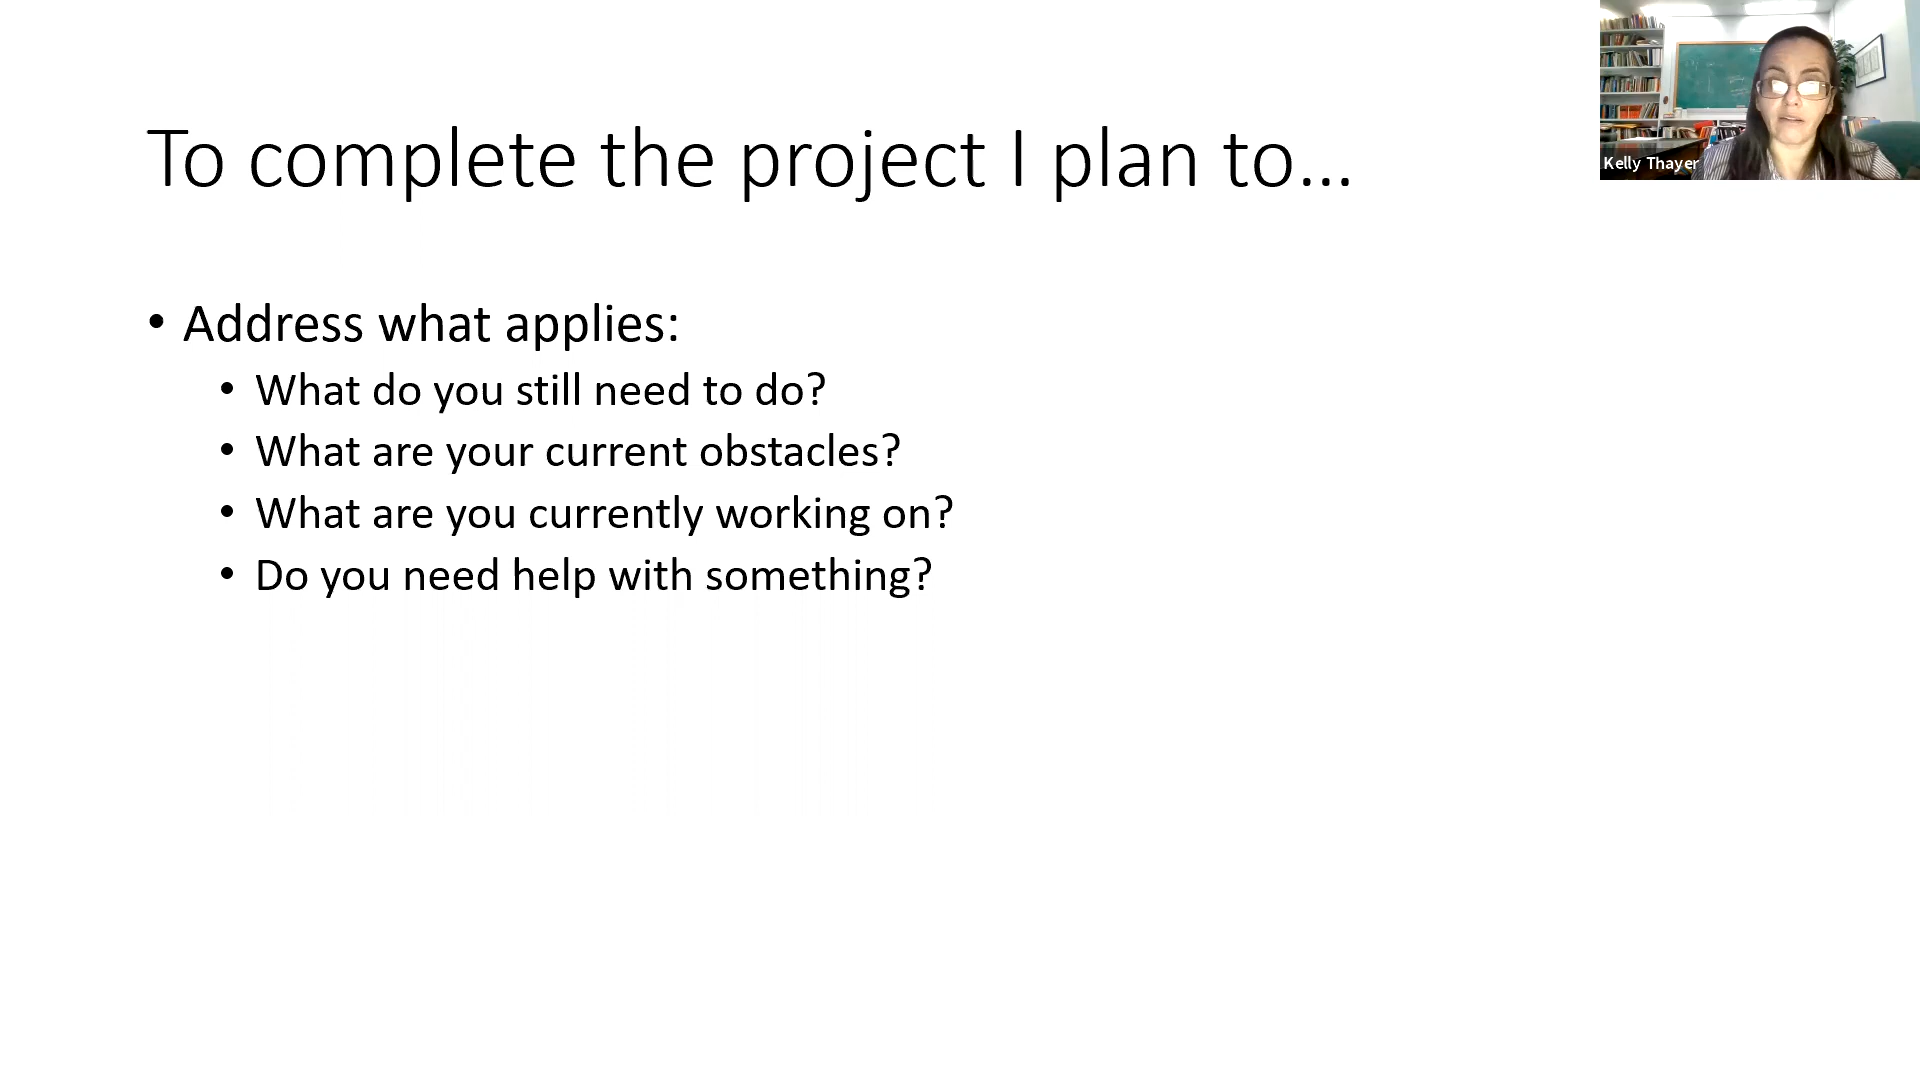 To complete the project I plan to...
• Address what applies:
• What do you still need to do?
• What are your current obstacles?
• What are you currently working on?
• Do you need help with something?
Kelly Thayer